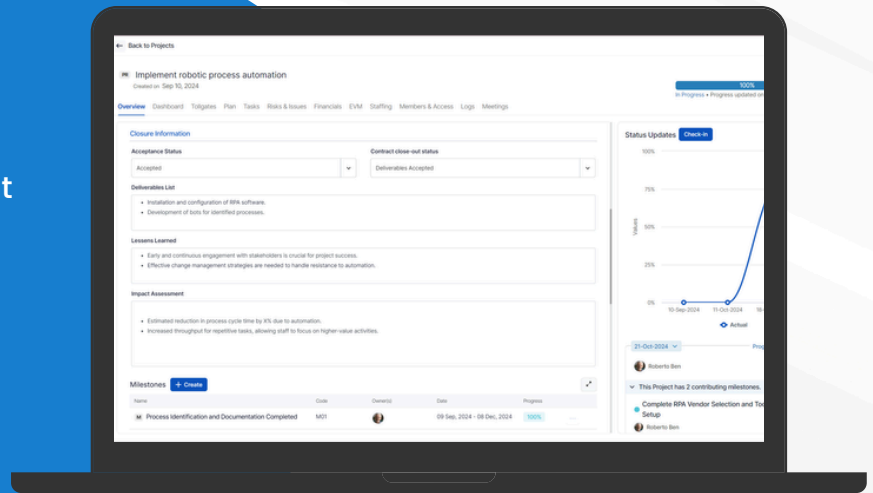 t
← Back to Projects
PR Implement robotic process automation
Created on Sep 10, 2024
100%
In Progress • Progress updated on
Overview Dashboard Tollgates Plan Tasks Risks & Issues Financials EVM Staffing Members & Access Logs Meetings
Closure Information
Acceptance Status
Accepted
Contract close-out status
Deliverables Accepted
Deliverables List
• Installation and configuration of RPA software.
• Development of bots for identified processes.
Lessons Learned
• Early and continuous engagement with stakeholders is crucial for project success.
• Effective change management strategies are needed to handle resistance to automation.
Impact Assessment
• Estimated reduction in process cycle time by X% due to automation.
• Increased throughput for repetitive tasks, allowing staff to focus on higher-value activities.
Milestones + Create
Name Code Owner(s) Date Progress
M Process Identification and Documentation Completed M01 09 Sep, 2024 - 08 Dec, 2024 100%
Status Updates Check-in
100%
75%
50%
25%
0%
Values
10-Sep-2024 11-Oct-2024 18-
Actual
21-Oct-2024 Prog
Roberto Ben
This Project has 2 contributing milestones.
Complete RPA Vendor Selection and Too
Setup
Roberto Ben